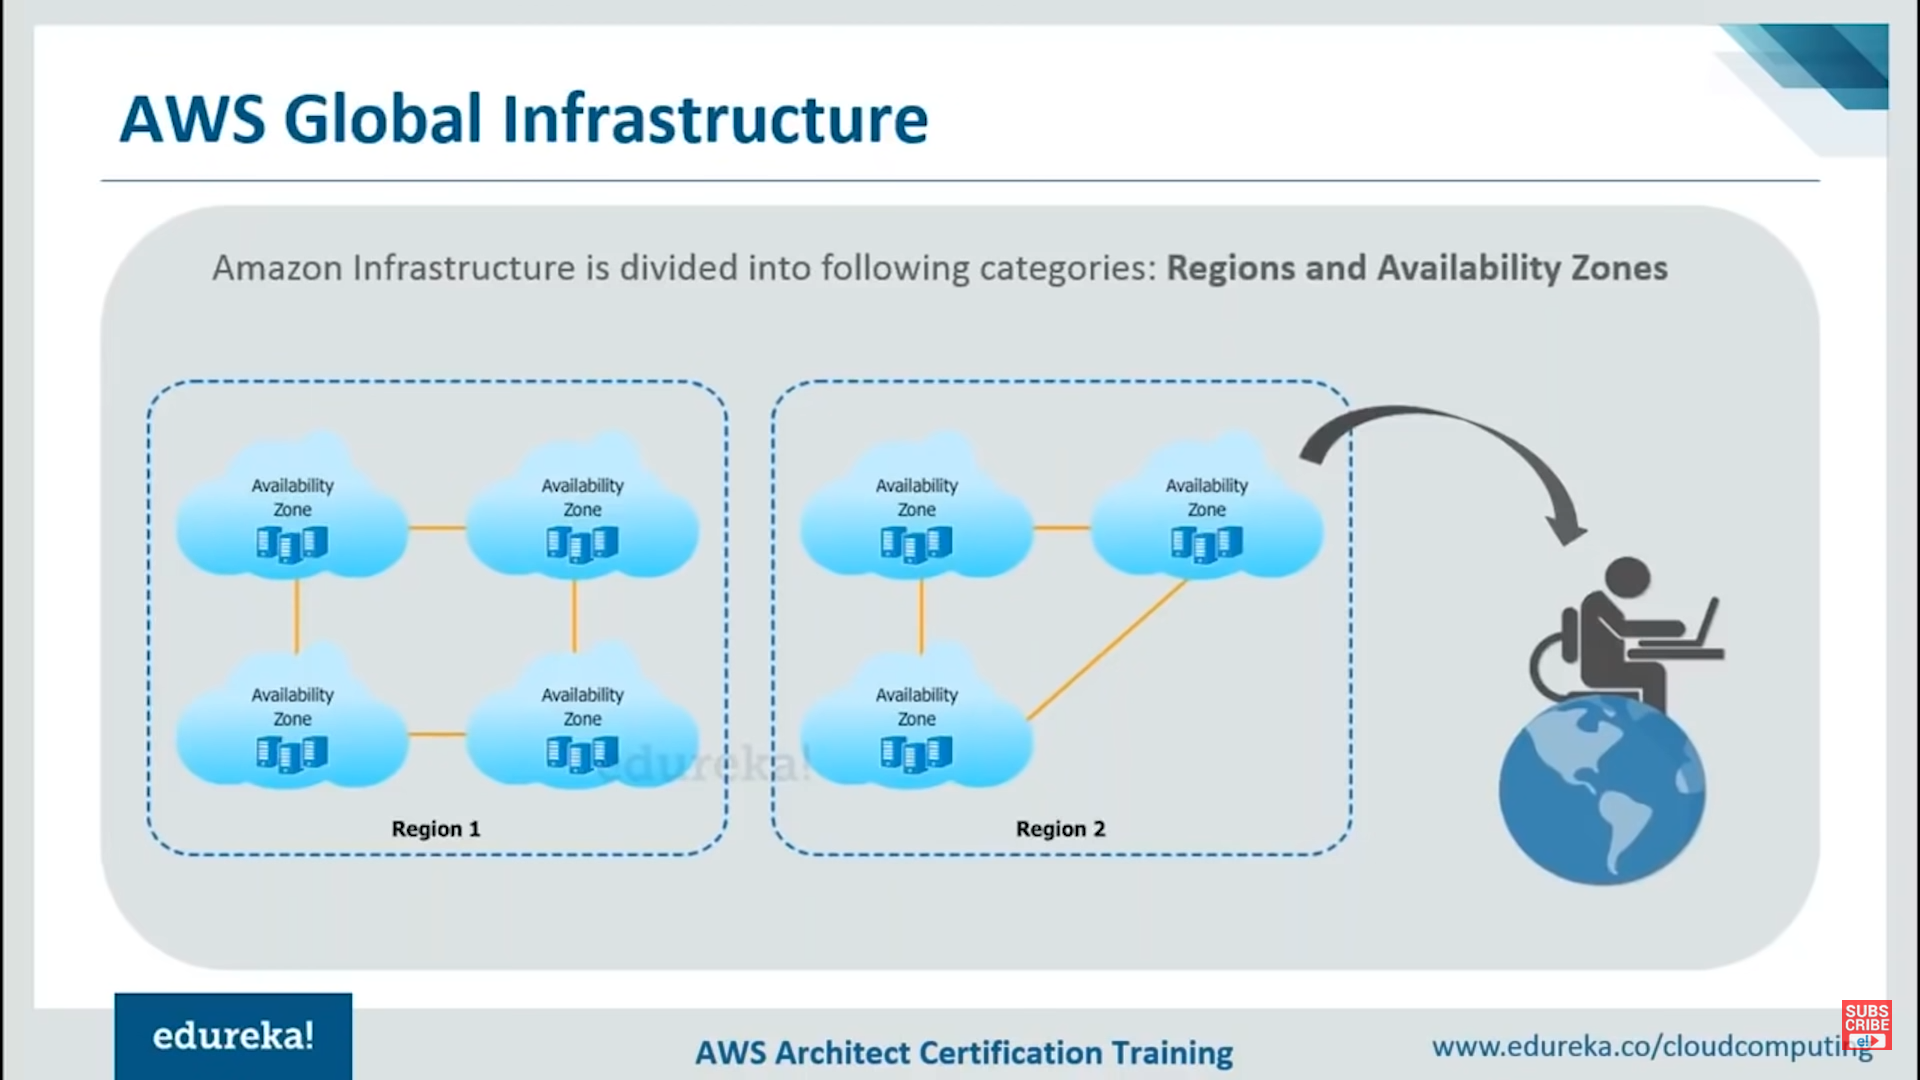 AWS Global Infrastructure
Amazon Infrastructure is divided into following categories: Regions and Availability Zones
Availability
Zone
Availability
Zone
Availability
Zone
Availability
Zone
Region 1
Availability
Zone
Availability
Zone
Availability
Zone
Region 2
edureka!
edureka!
AWS Architect Certification Training
www.edureka.co/cloudcomputing
SUBS
CRIBE
e!